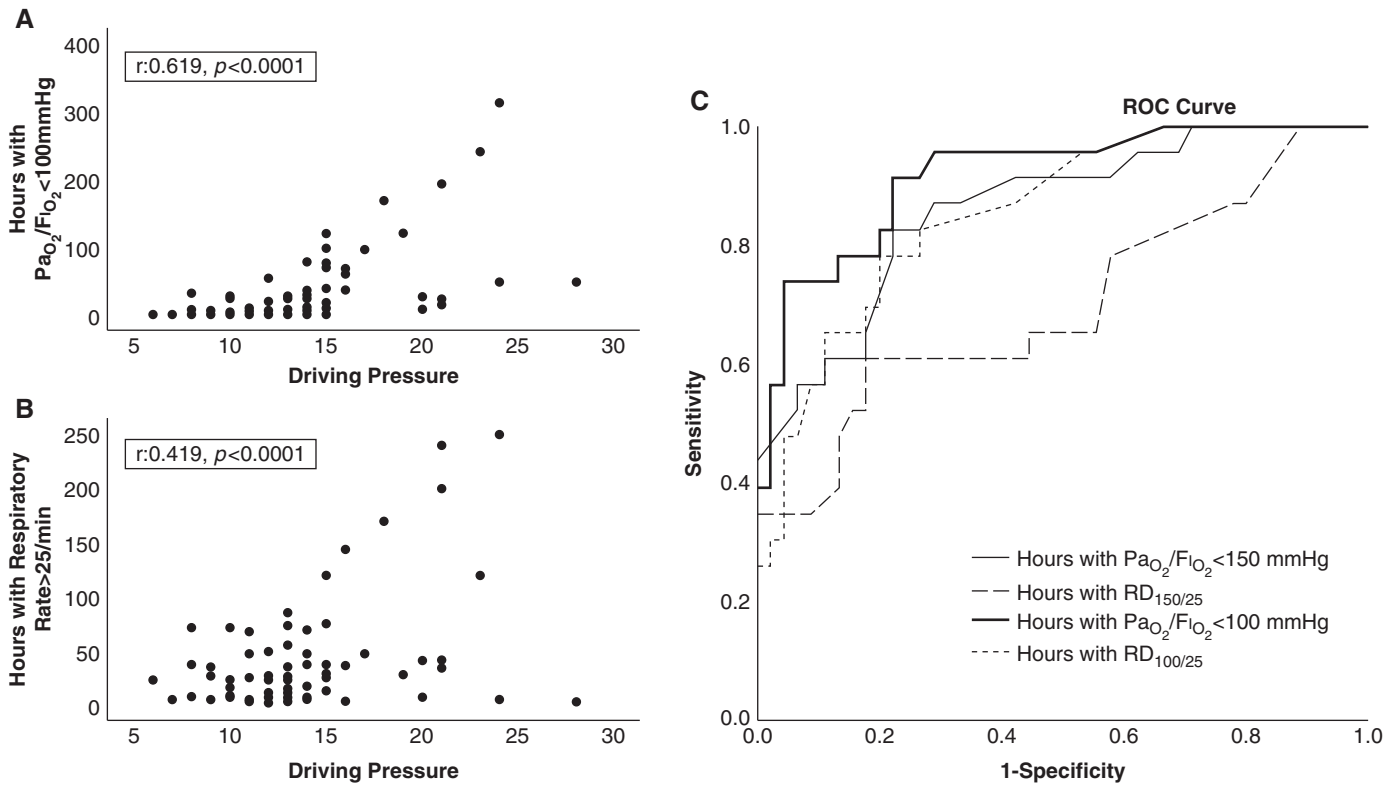 A
400
300
200
100
0
Hours with
PaO2/FIO2<100mmHg
r:0.619, p<0.0001
5 10 15 20 25 30
Driving Pressure
B
250
200
150
100
50
0
Hours with Respiratory
Rate>25/min
r:0.419, p<0.0001
5 10 15 20 25 30
Driving Pressure
C
ROC Curve
1.0
0.8
0.6
0.4
0.2
0.0
Sensitivity
Hours with PaO2/FIO2<150 mmHg
Hours with RD150/25
Hours with PaO2/FIO2<100 mmHg
Hours with RD100/25
0.0 0.2 0.4 0.6 0.8 1.0
1-Specificity